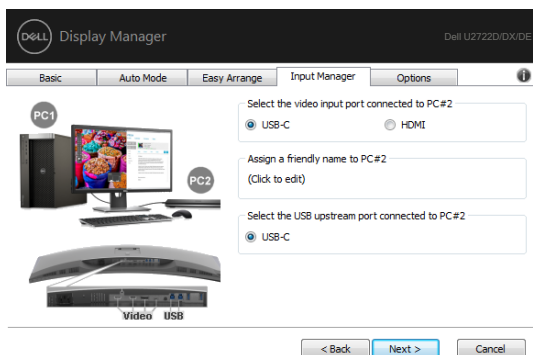 DELL Display Manager
Dell U2722D/DX/DE
Basic Auto Mode Easy Arrange Input Manager Options
PC1
PC2
Video USB
Select the video input port connected to PC#2
USB-C HDMI
Assign a friendly name to PC#2
(Click to edit)
Select the USB upstream port connected to PC#2
USB-C
< Back Next > Cancel